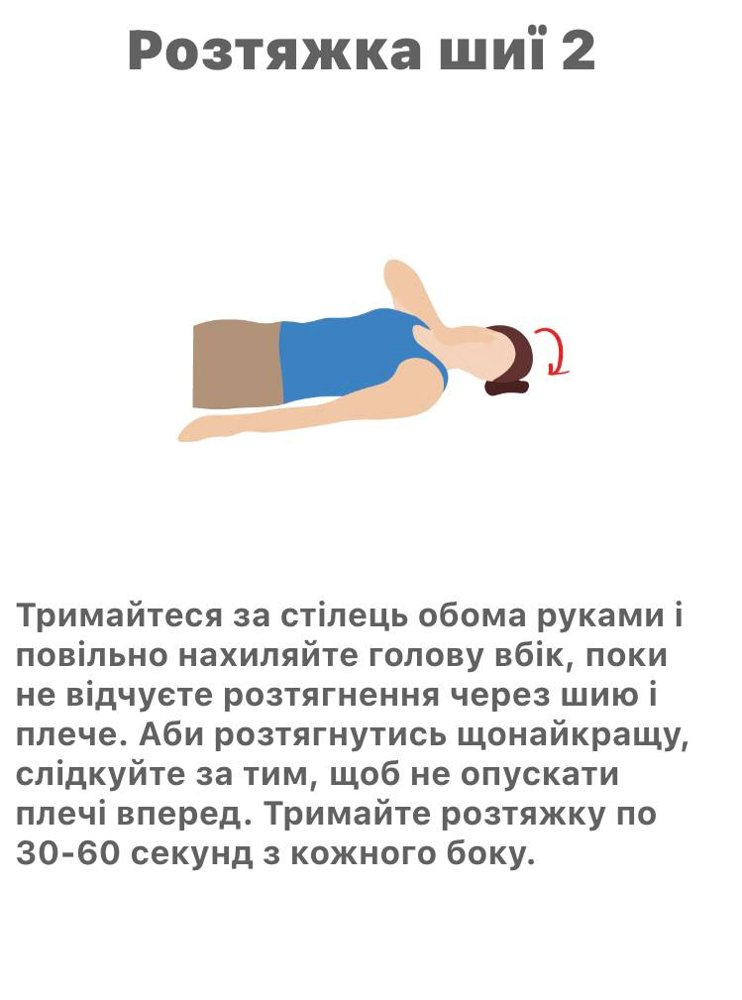 Розтяжка шиї 2
Тримайтеся за стілець обома руками і
повільно нахиляйте голову вбік, поки
не відчуєте розтягнення через шию і
плече. Аби розтягнутись щонайкращу,
слідкуйте за тим, щоб не опускати
плечі вперед. Тримайте розтяжку по
30-60 секунд з кожного боку.